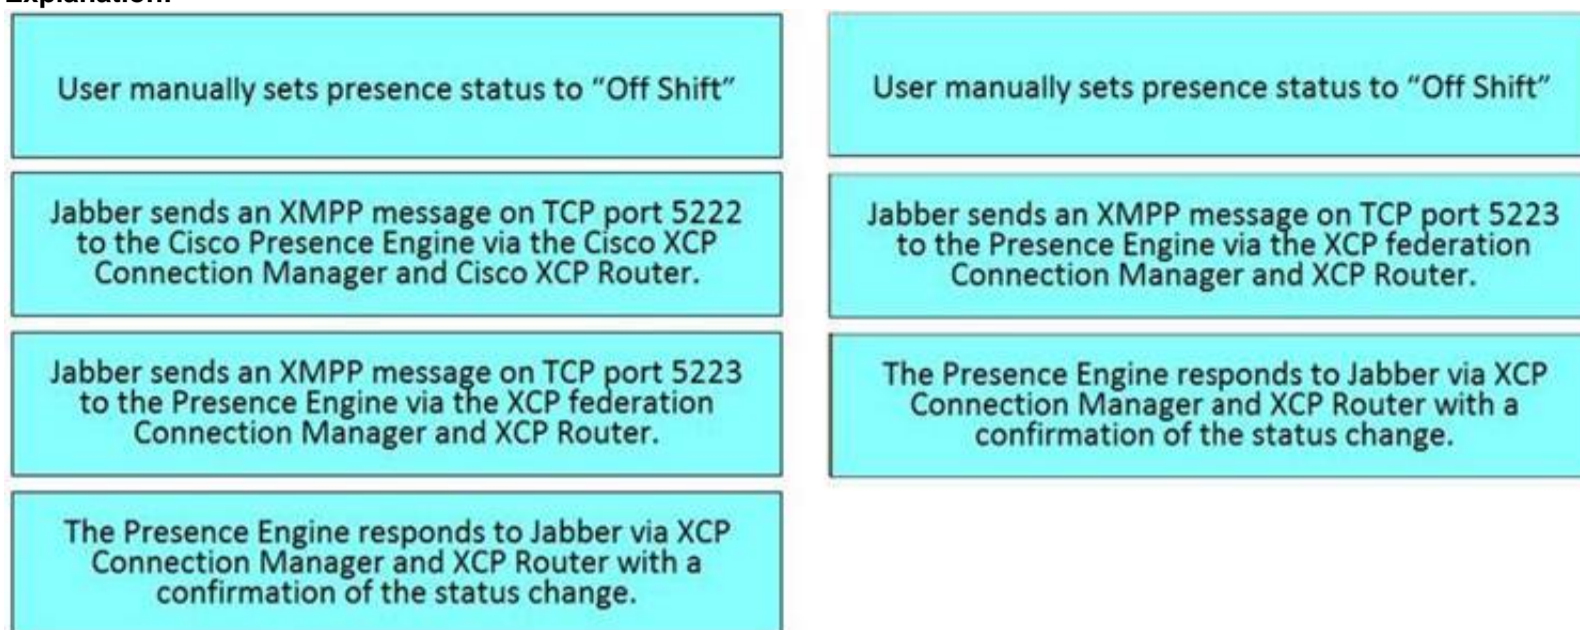 Explanation:
User manually sets presence status to “Off Shift”
Jabber sends an XMPP message on TCP port 5222
to the Cisco Presence Engine via the Cisco XCP
Connection Manager and Cisco XCP Router.
Jabber sends an XMPP message on TCP port 5223
to the Presence Engine via the XCP federation
Connection Manager and XCP Router.
The Presence Engine responds to Jabber via XCP
Connection Manager and XCP Router with a
confirmation of the status change.
User manually sets presence status to “Off Shift”
Jabber sends an XMPP message on TCP port 5223
to the Presence Engine via the XCP federation
Connection Manager and XCP Router.
The Presence Engine responds to Jabber via XCP
Connection Manager and XCP Router with a
confirmation of the status change.